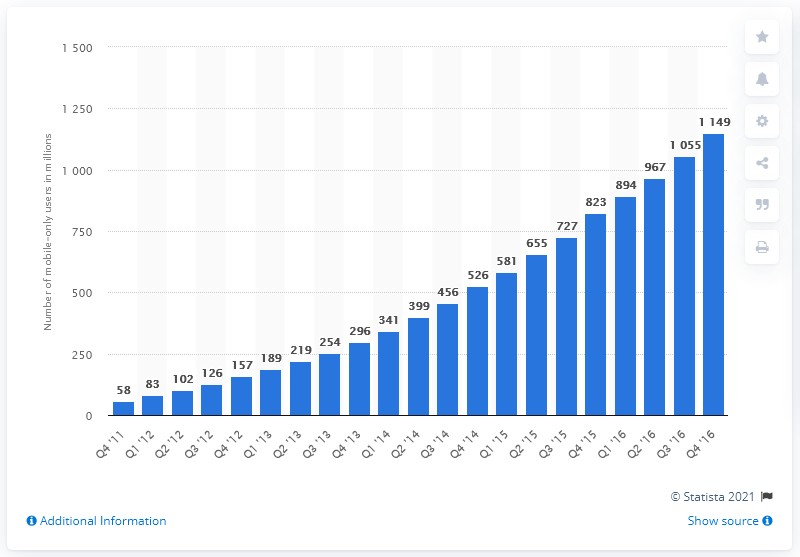 Number of mobile-only users in millions
1 500
1 250
1 000
750
500
250
0
58
83
102
126
157
189
219
254
296
341
399
456
526
581
655
727
823
894
967
1 055
1 149
Q4 '11
Q1 '12
Q2 '12
Q3 '12
Q4 '12
Q1 '13
Q2 '13
Q3 '13
Q4 '13
Q1 '14
Q2 '14
Q3 '14
Q4 '14
Q1 '15
Q2 '15
Q3 '15
Q4 '15
Q1 '16
Q2 '16
Q3 '16
Q4 '16
© Statista 2021
Additional Information
Show source